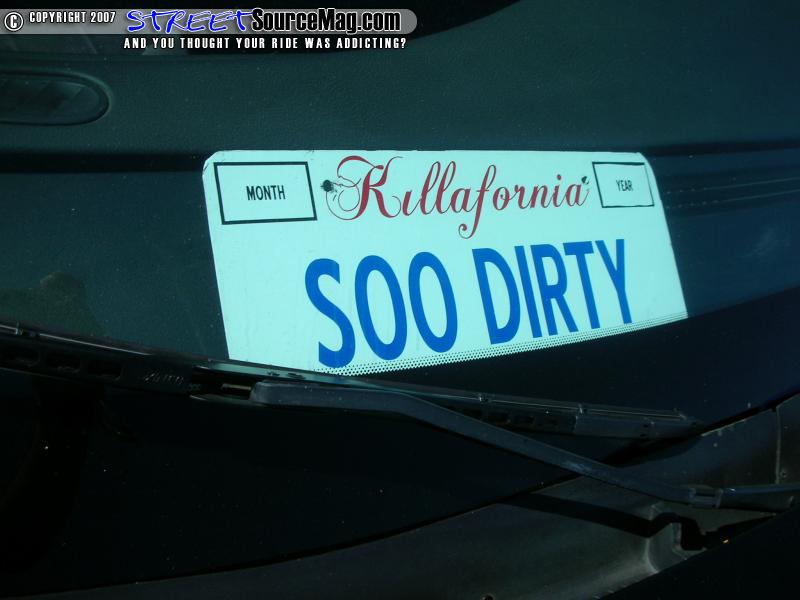 © COPYRIGHT 2007 STREETSourceMag.com
AND YOU THOUGHT YOUR RIDE WAS ADDICTING?
MONTH Killafornia YEAR
SOO DIRTY